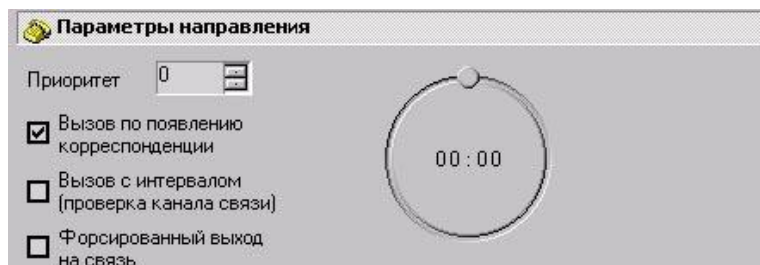 Параметры направления
Приоритет 0
Вызов по появлению
корреспонденции
00:00
Вызов с интервалом
(проверка канала связи)
Форсированный выход
на связь